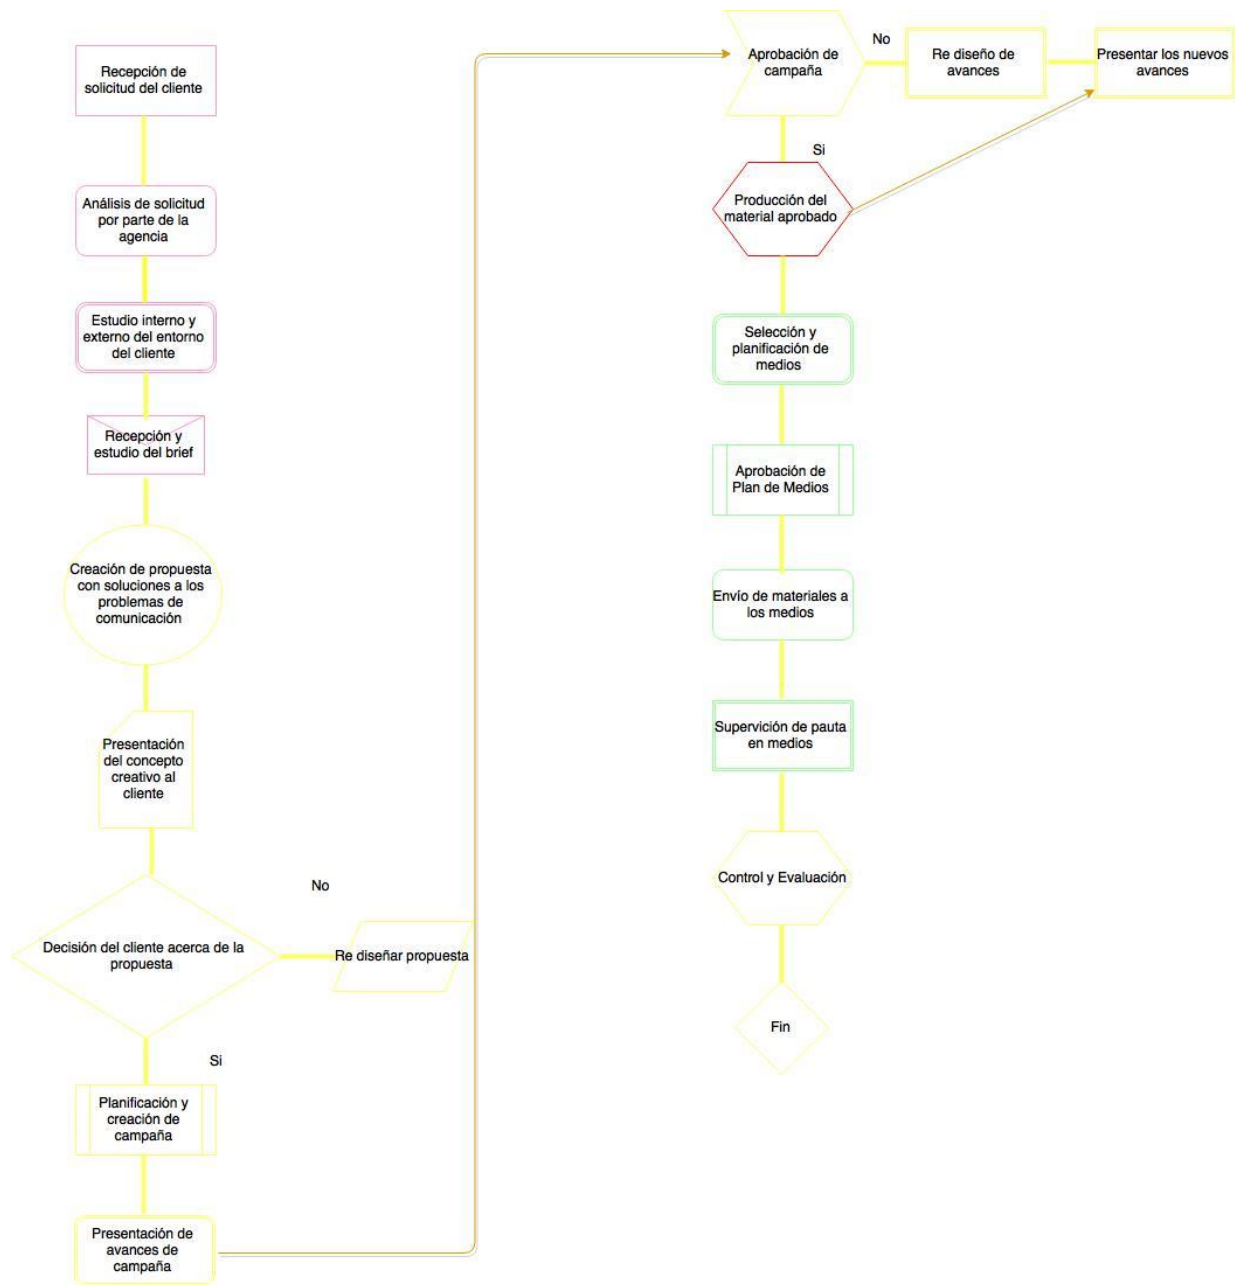 Recepción de
solicitud del cliente
Análisis de solicitud
por parte de la
agencia
Estudio interno y
externo del entorno
del cliente
Recepción y
estudio del brief
Creación de propuesta
con soluciones a los
problemas de
comunicación
Presentación
del concepto
creativo al
cliente
Decisión del cliente acerca de la
propuesta
No
Re diseñar propuesta
Si
Planificación y
creación de
campaña
Presentación de
avances de
campaña
Aprobación de
campaña
No
Re diseño de
avances
Presentar los nuevos
avances
Si
Producción del
material aprobado
Selección y
planificación de
medios
Aprobación de
Plan de Medios
Envío de materiales a
los medios
Supervición de pauta
en medios
Control y Evaluación
Fin